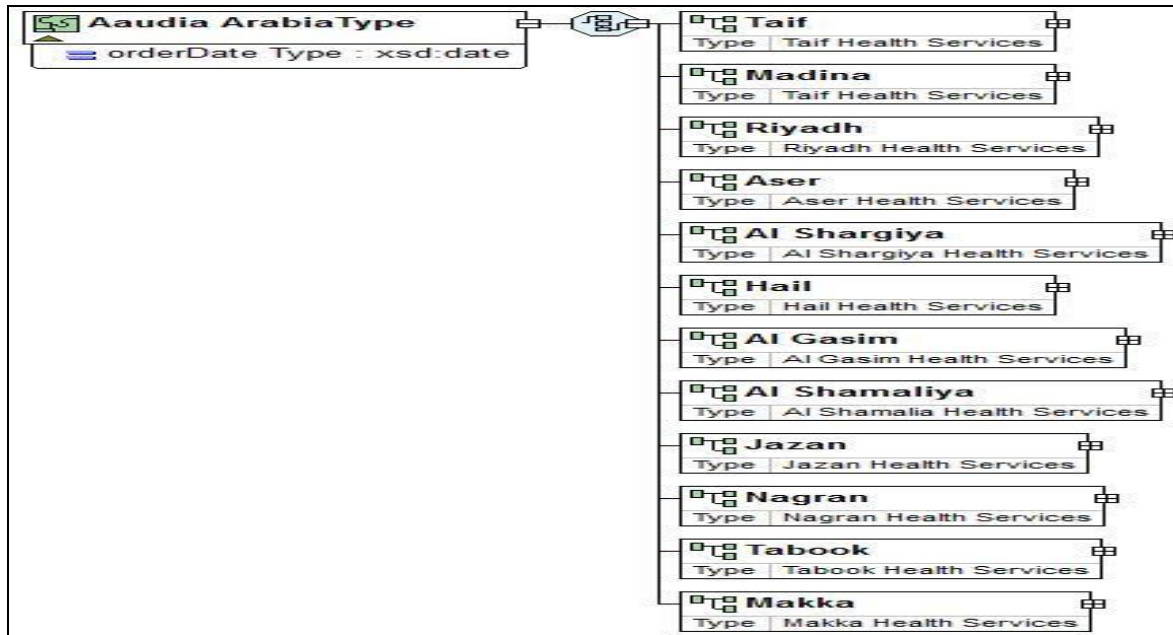 Aaudia ArabiaType
orderDate Type : xsd:date
Taif
Type Taif Health Services
Madina
Type Taif Health Services
Riyadh
Type Riyadh Health Services
Aser
Type Aser Health Services
Al Shargiya
Type Al Shargiya Health Services
Hail
Type Hail Health Services
Al Gasim
Type Al Gasim Health Services
Al Shamaliya
Type Al Shamalia Health Services
Jazan
Type Jazan Health Services
Nagran
Type Nagran Health Services
Tabook
Type Tabook Health Services
Makka
Type Makka Health Services